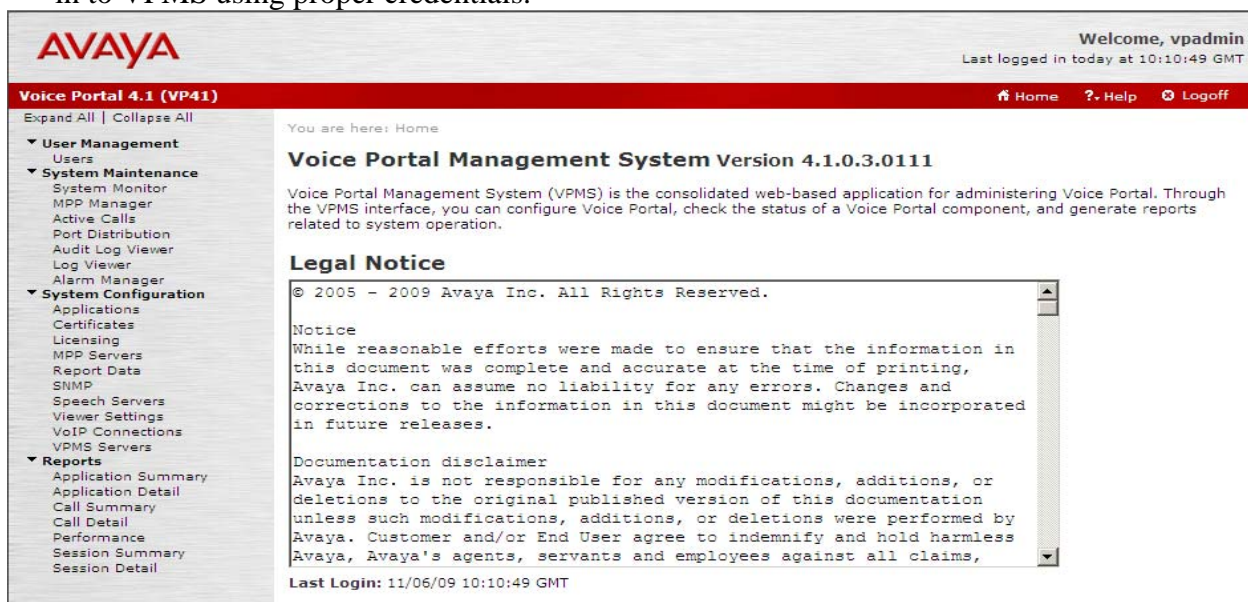 in to VPMS using proper credentials.
AVAYA
Welcome, vpadmin
Last logged in today at 10:10:49 GMT
Voice Portal 4.1 (VP41)
Home ? Help Logoff
Expand All | Collapse All
User Management
Users
System Maintenance
System Monitor
MPP Manager
Active Calls
Port Distribution
Audit Log Viewer
Log Viewer
Alarm Manager
System Configuration
Applications
Certificates
Licensing
MPP Servers
Report Data
SNMP
Speech Servers
Viewer Settings
VoIP Connections
VPMS Servers
Reports
Application Summary
Application Detail
Call Summary
Call Detail
Performance
Session Summary
Session Detail
You are here: Home
Voice Portal Management System Version 4.1.0.3.0111
Voice Portal Management System (VPMS) is the consolidated web-based application for administering Voice Portal. Through
the VPMS interface, you can configure Voice Portal, check the status of a Voice Portal component, and generate reports
related to system operation.
Legal Notice
© 2005 - 2009 Avaya Inc. All Rights Reserved.
Notice
While reasonable efforts were made to ensure that the information in
this document was complete and accurate at the time of printing,
Avaya Inc. can assume no liability for any errors. Changes and
corrections to the information in this document might be incorporated
in future releases.
Documentation disclaimer
Avaya Inc. is not responsible for any modifications, additions, or
deletions to the original published version of this documentation
unless such modifications, additions, or deletions were performed by
Avaya. Customer and/or End User agree to indemnify and hold harmless
Avaya, Avaya's agents, servants and employees against all claims,
Last Login: 11/06/09 10:10:49 GMT